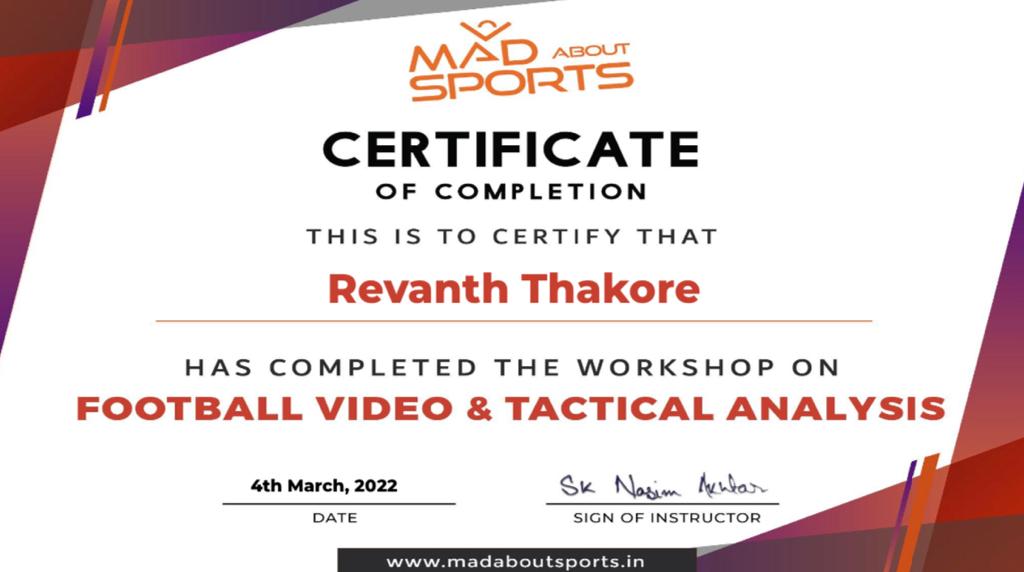 MAD ABOUT
SPORTS
CERTIFICATE
OF COMPLETION
THIS IS TO CERTIFY THAT
Revanth Thakore
HAS COMPLETED THE WORKSHOP ON
FOOTBALL VIDEO & TACTICAL ANALYSIS
4th March, 2022
DATE
Sk Nasim Akhtar
SIGN OF INSTRUCTOR
www.madaboutsports.in